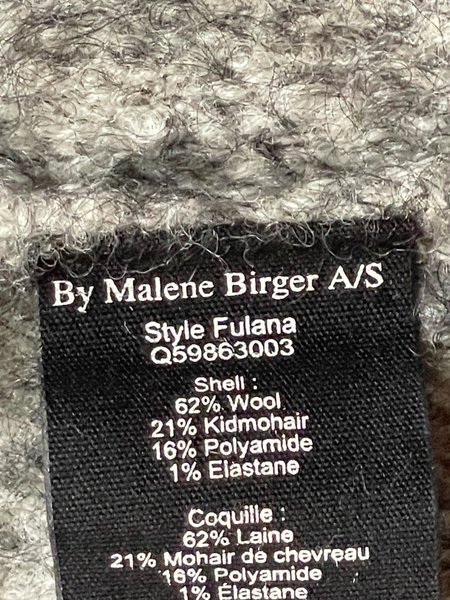 By Malene Birger A/S
Style Fulana
Q59863003
Shell :
62% Wool
21% Kidmohair
16% Polyamide
1% Elastane
Coquille :
62% Laine
21% Mohair de chevreau
16% Polyamide
1% Élastane